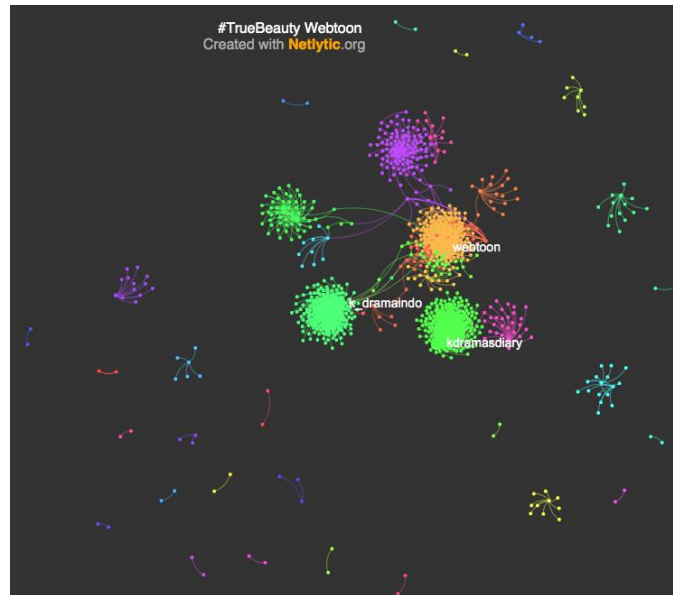 #TrueBeauty Webtoon
Created with Netlytic.org
webtoon
k_dramaindo
kdramasdiary